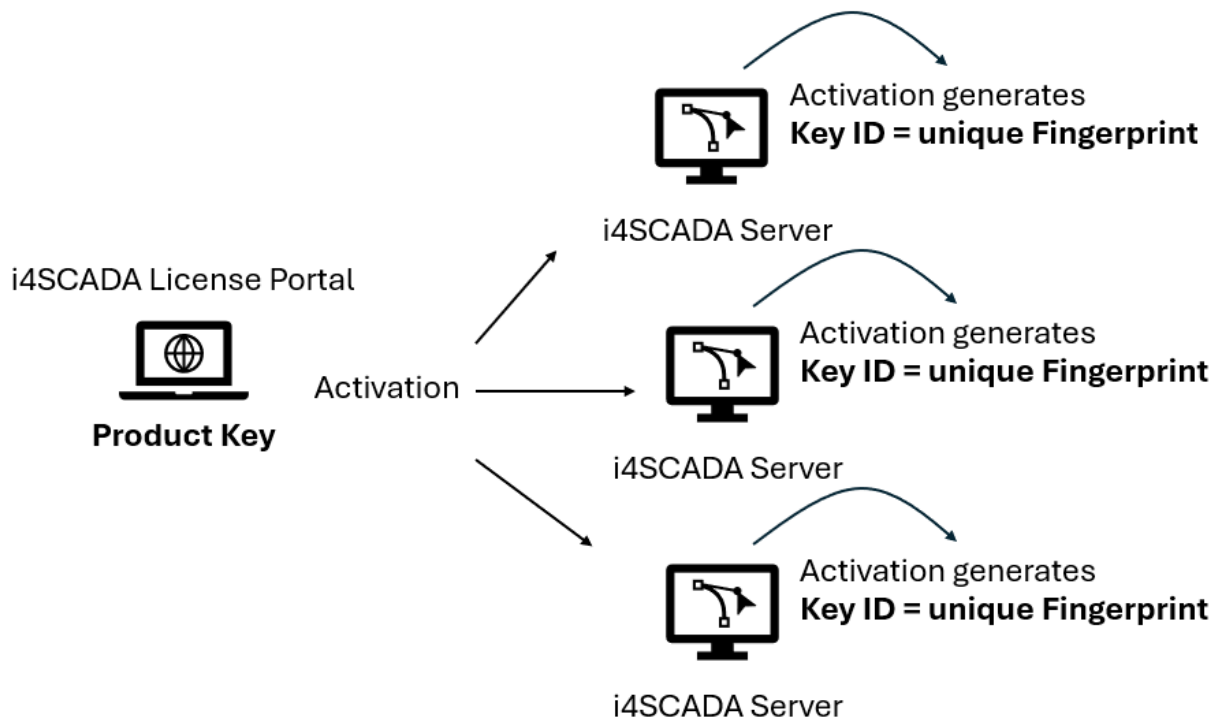 Activation generates
Key ID = unique Fingerprint
i4SCADA Server
i4SCADA License Portal
Product Key
Activation
Activation generates
Key ID = unique Fingerprint
i4SCADA Server
Activation generates
Key ID = unique Fingerprint
i4SCADA Server